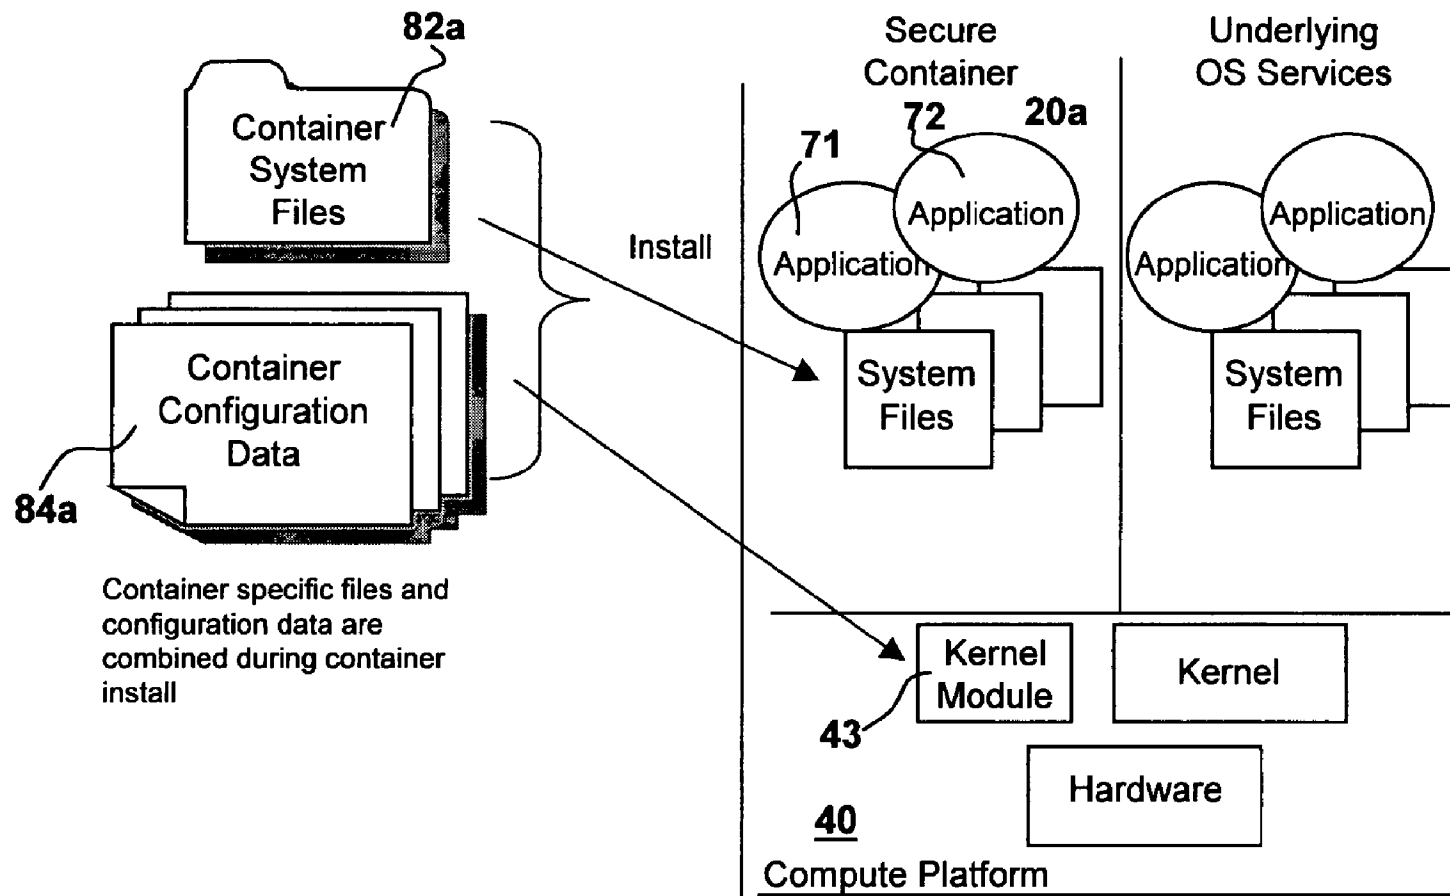 82a
Container
System
Files
Container
Configuration
Data
84a
Container specific files and
configuration data are
combined during container
install
Install
Secure
Container
20a
72
71
Application
Application
System
Files
Underlying
OS Services
Application
Application
System
Files
Kernel
Module
43
Kernel
Hardware
40
Compute Platform